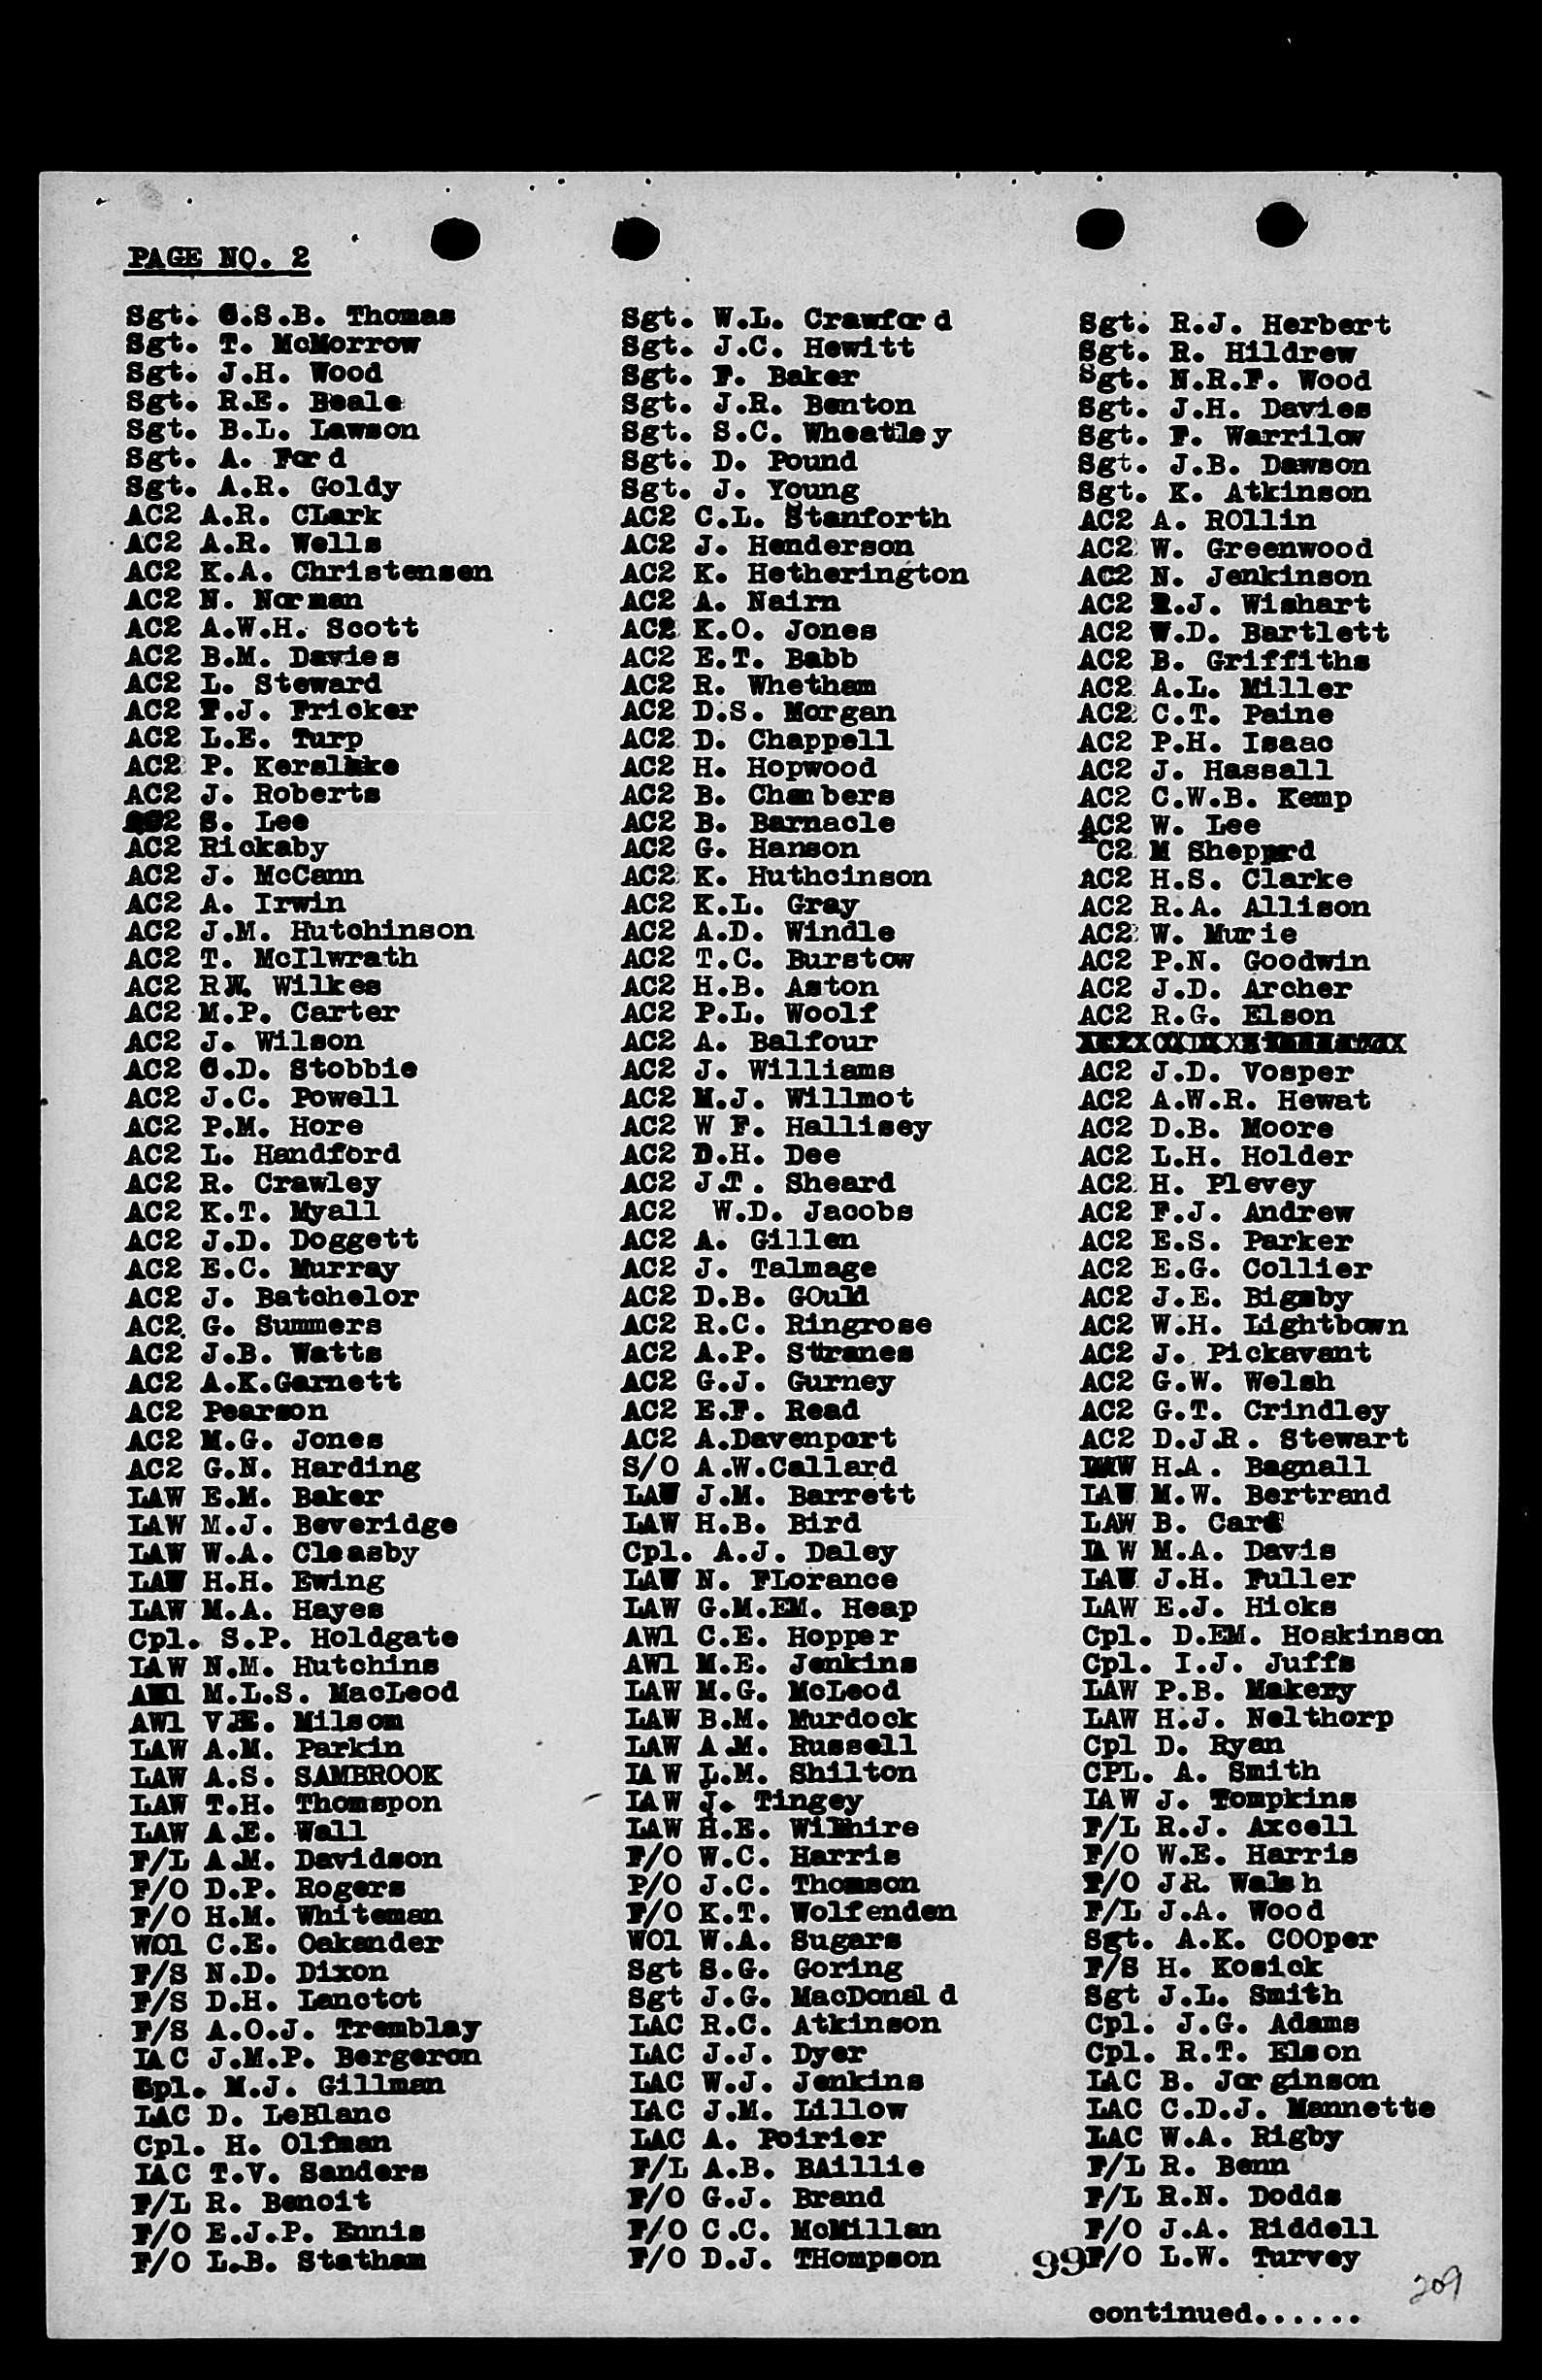 PAGE NO. 2
Sgt. G.S.B. Thomas
Sgt. T. McMorrow
Sgt. J.H. Wood
Sgt. R.E. Beale
Sgt. B.L. Lawson
Sgt. A. Ford
Sgt. A.R. Goldy
AC2 A.R. CLark
AC2 A.R. Wells
AC2 K.A. Christensen
AC2 N. Norman
AC2 A.W.H. Scott
AC2 B.M. Davies
AC2 L. Steward
AC2 F.J. Fricker
AC2 L.E. Turp
AC2 P. Kerslake
AC2 J. Roberts
AC2 S. Lee
AC2 Rickaby
AC2 J. McCann
AC2 A. Irwin
AC2 J.M. Hutchinson
AC2 T. McIlwrath
AC2 R.W. Wilkes
AC2 M.P. Carter
AC2 J. Wilson
AC2 G.D. Stobbie
AC2 J.C. Powell
AC2 P.M. Hore
AC2 L. Handford
AC2 R. Crawley
AC2 K.T. Myall
AC2 J.D. Doggett
AC2 E.C. Murray
AC2 J. Batchelor
AC2 G. Summers
AC2 J.B. Watts
AC2 A.K.Garnett
AC2 Pearson
AC2 M.G. Jones
AC2 G.N. Harding
LAW E.M. Baker
LAW M.J. Beveridge
LAW W.A. Cleasby
LAW H.H. Ewing
LAW M.A. Hayes
Cpl. S.P. Holdgate
LAW N.M. Hutchins
AW1 M.L.S. MacLeod
AW1 V.E. Milsom
LAW A.M. Parkin
LAW A.S. SAMBROOK
LAW T.H. Thomspon
LAW A.E. Wall
F/L A.M. Davidson
F/O D.P. Rogers
F/O H.M. Whiteman
WO1 C.E. Oakander
F/S N.D. Dixon
F/S D.H. Lanctot
F/S A.O.J. Tremblay
LAC J.M.P. Bergeron
Cpl. M.J. Gillman
LAC D. LeBlanc
Cpl. H. Olfman
LAC T.V. Sanders
F/L R. Benoit
F/O E.J.P. Ennis
F/O L.B. Statham
Sgt. W.L. Crawford
Sgt. J.C. Hewitt
Sgt. F. Baker
Sgt. J.R. Benton
Sgt. S.C. Wheatley
Sgt. D. Pound
Sgt. J. Young
AC2 C.L. Stanforth
AC2 J. Henderson
AC2 K. Hetherington
AC2 A. Nairn
AC2 K.O. Jones
AC2 E.T. Babb
AC2 R. Whetham
AC2 D.S. Morgan
AC2 D. Chappell
AC2 H. Hopwood
AC2 B. Chambers
AC2 B. Barnacle
AC2 G. Hanson
AC2 K. Huthcinson
AC2 K.L. Gray
AC2 A.D. Windle
AC2 T.C. Burstow
AC2 H.B. Aston
AC2 P.L. Woolf
AC2 A. Balfour
AC2 J. Williams
AC2 M.J. Willmot
AC2 W F. Hallisey
AC2 D.H. Dee
AC2 J.T. Sheard
AC2 W.D. Jacobs
AC2 A. Gillen
AC2 J. Talmage
AC2 D.B. GOuld
AC2 R.C. Ringrose
AC2 A.P. Stranes
AC2 G.J. Gurney
AC2 E.F. Read
AC2 A.Davenport
S/O A.W.Callard
LAW J.M. Barrett
LAW H.B. Bird
Cpl. A.J. Daley
LAW N. FLorance
LAW G.M.EM. Heap
AW1 C.E. Hopper
AW1 M.E. Jenkins
LAW M.G. McLeod
LAW B.M. Murdock
LAW A.M. Russell
LAW L.M. Shilton
LAW J. Tingey
LAW H.E. Wilhire
F/O W.C. Harris
P/O J.C. Thomson
F/O K.T. Wolfenden
WO1 W.A. Sugars
Sgt S.G. Goring
Sgt J.G. MacDonald
LAC R.C. Atkinson
LAC J.J. Dyer
LAC W.J. Jenkins
LAC J.M. Lillow
LAC A. Poirier
F/L A.B. BAillie
F/O G.J. Brand
F/O C.C. McMillan
F/O D.J. THompson
Sgt. R.J. Herbert
Sgt. R. Hildrew
Sgt. N.R.F. Wood
Sgt. J.H. Davies
Sgt. F. Warrilow
Sgt. J.B. Dawson
Sgt. K. Atkinson
AC2 A. ROllin
AC2 W. Greenwood
AC2 N. Jenkinson
AC2 R.J. Wishart
AC2 W.D. Bartlett
AC2 B. Griffiths
AC2 A.L. Miller
AC2 C.T. Paine
AC2 P.H. Isaac
AC2 J. Hassall
AC2 C.W.B. Kemp
AC2 W. Lee
AC2 M Sheppard
AC2 H.S. Clarke
AC2 R.A. Allison
AC2 W. Murie
AC2 P.N. Goodwin
AC2 J.D. Archer
AC2 R.G. Elson
AC2 J.D. Vosper
AC2 A.W.R. Hewat
AC2 D.B. Moore
AC2 L.H. Holder
AC2 H. Plevey
AC2 F.J. Andrew
AC2 E.S. Parker
AC2 E.G. Collier
AC2 J.E. Bigsby
AC2 W.H. Lightbown
AC2 J. Pickavant
AC2 G.W. Welsh
AC2 G.T. Crindley
AC2 D.J.R. Stewart
LAW H.A. Bagnall
LAW M.W. Bertrand
LAW B. Card
LAW M.A. Davis
LAW J.H. Fuller
LAW E.J. Hicks
Cpl. D.EM. Hoskinson
Cpl. I.J. Juffs
LAW P.B. Makery
LAW H.J. Nelthorp
Cpl D. Ryan
CPL. A. Smith
LAW J. Tompkins
F/L R.J. Axcell
F/O W.E. Harris
F/O J.R. Walsh
F/L J.A. Wood
Sgt. A.K. COOper
F/S H. Kosick
Sgt J.L. Smith
Cpl. J.G. Adams
Cpl. R.T. Elson
LAC B. Jorginson
LAC C.D.J. Mannette
LAC W.A. Rigby
F/L R. Benn
F/L R.N. Dodds
F/O J.A. Riddell
99 F/O L.W. Turvey
209
continued......